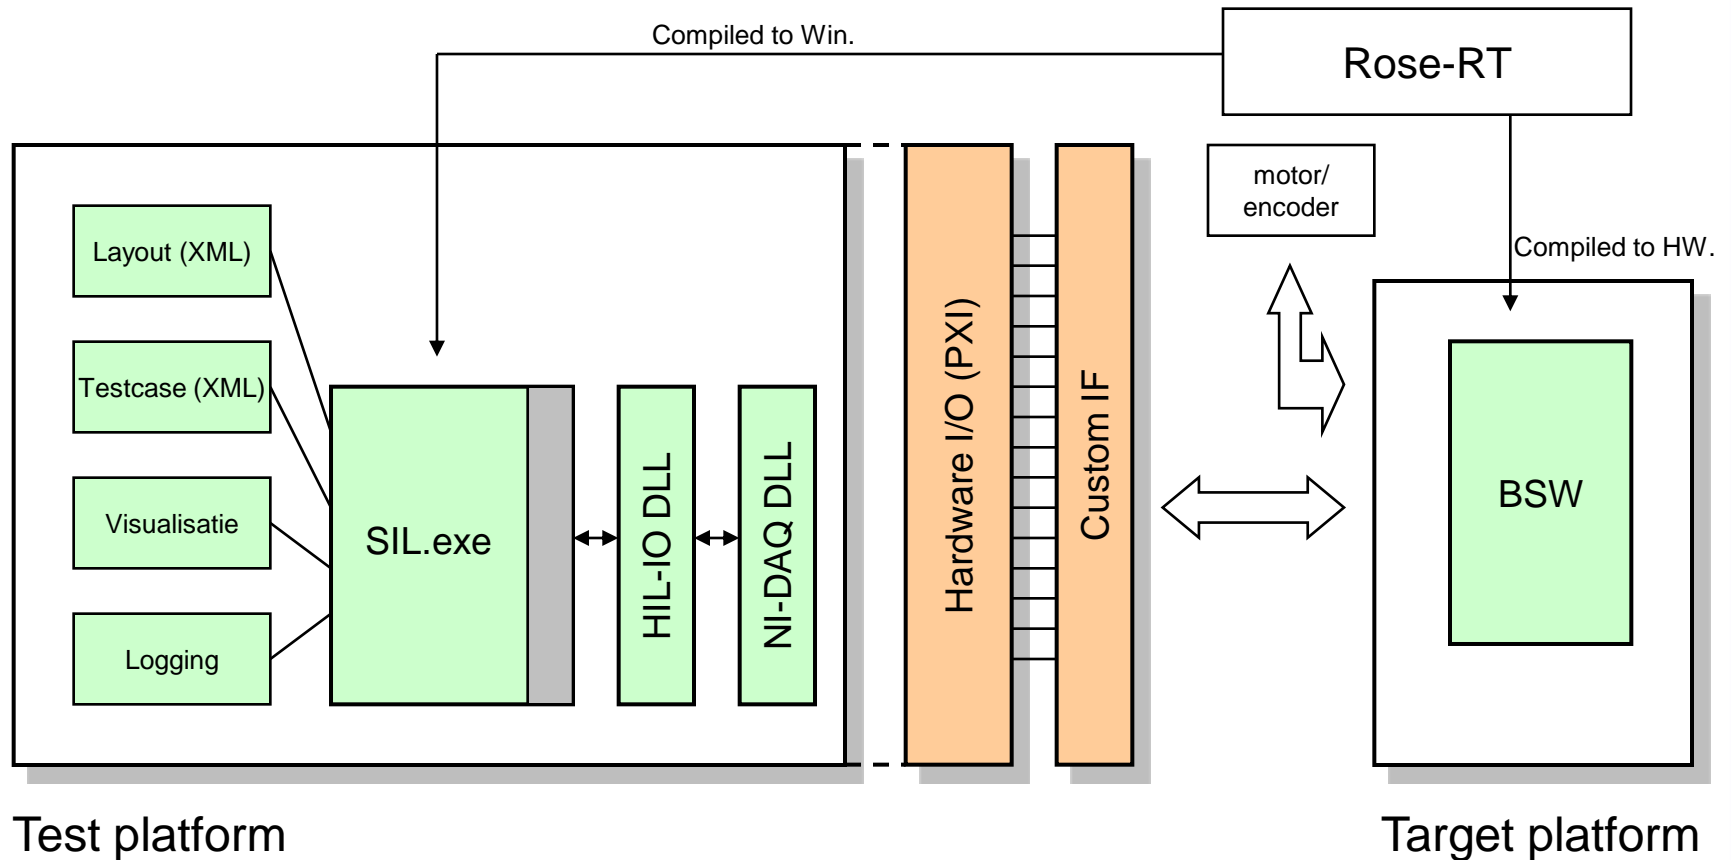 Compiled to Win.
Rose-RT
motor/
encoder
Compiled to HW.
Layout (XML)
Testcase (XML)
Visualisatie
Logging
SIL.exe
HIL-IO DLL
NI-DAQ DLL
Hardware I/O (PXI)
Custom IF
BSW
Test platform
Target platform